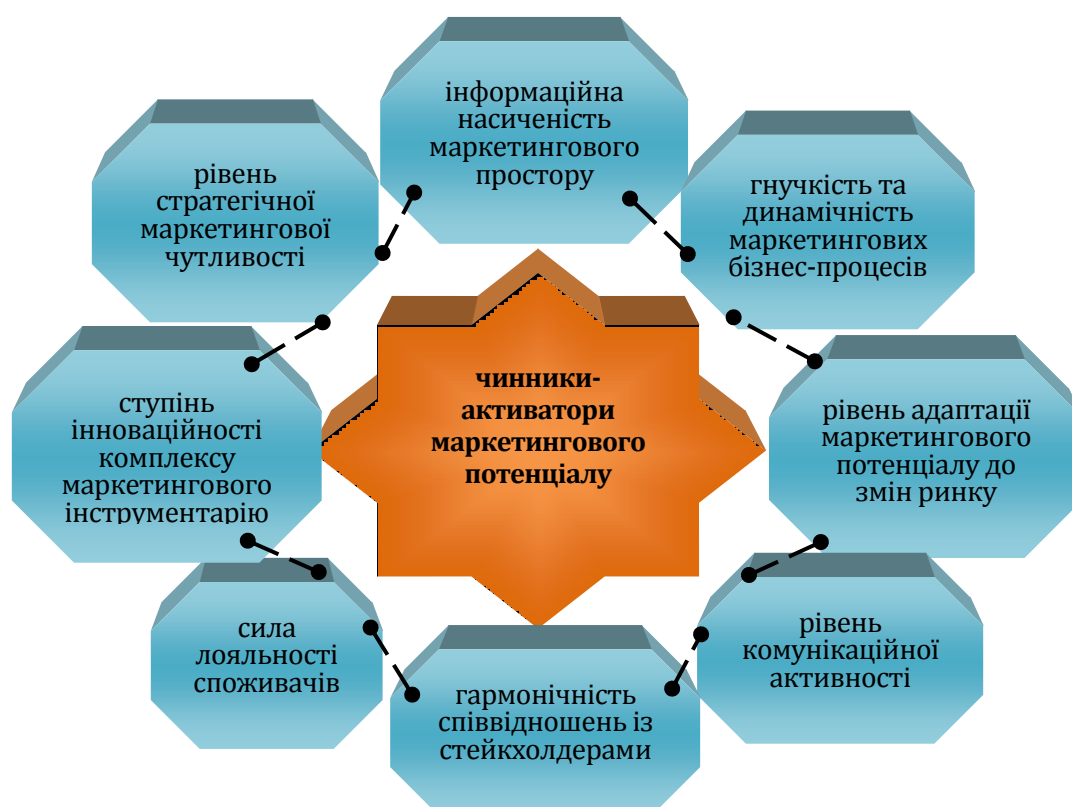 інформаційна
насиченість
маркетингового
простору
рівень
стратегічної
маркетингової
чутливості
гнучкість та
динамічність
маркетингових
бізнес-процесів
чинники-
активатори
маркетингового
потенціалу
ступінь
інноваційності
комплексу
маркетингового
інструментарію
рівень адаптації
маркетингового
потенціалу до
змін ринку
сила
лояльності
споживачів
рівень
комунікаційної
активності
гармонічність
співвідношень із
стейкхолдерами